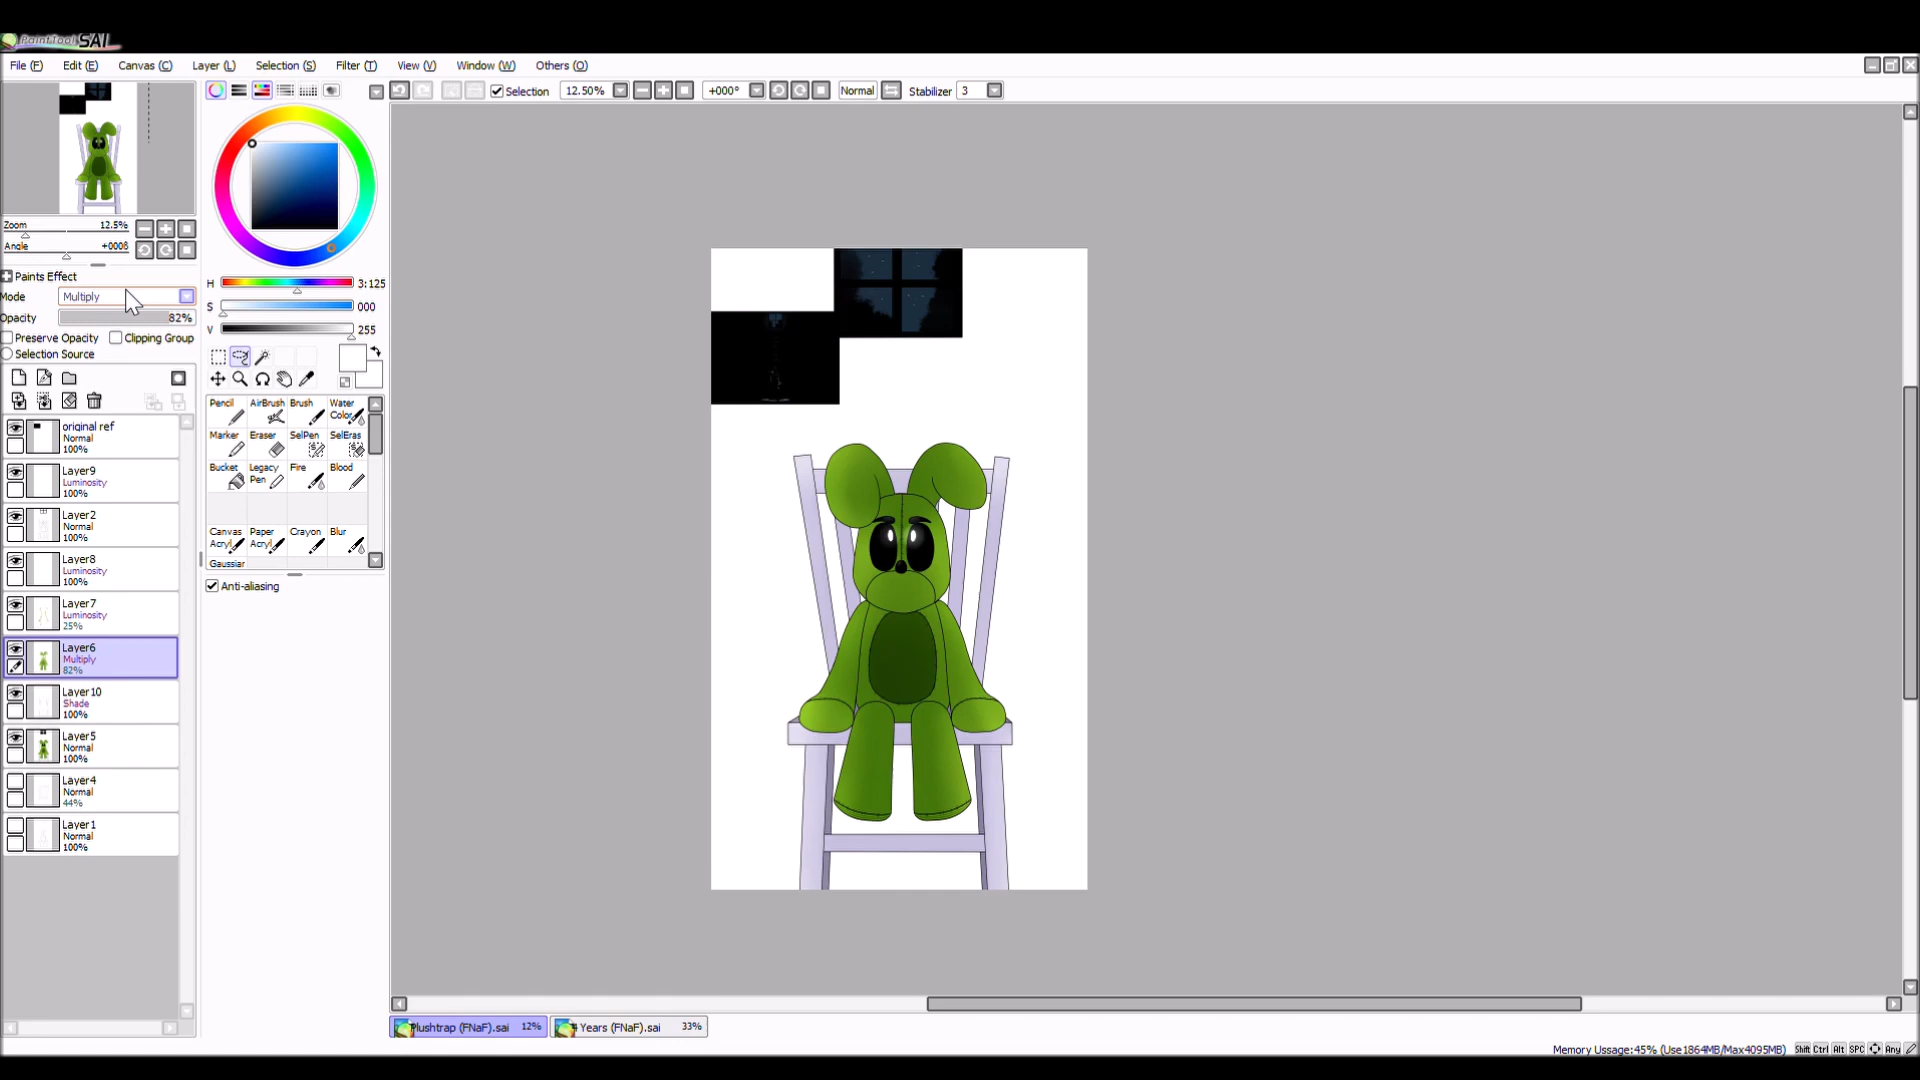 PaintTool SAI
File (F) Edit (E) Canvas (C) Layer (L) Selection (S) Filter (T) View (V) Window (W) Others (O)
Selection 12.50% +000° Normal Stabilizer 3
Zoom 12.5%
Angle +000ß
Paints Effect
Mode Multiply
Opacity 82%
Preserve Opacity Clipping Group
Selection Source
original ref
Normal
100%
Layer9
Luminosity
100%
Layer2
Normal
100%
Layer8
Luminosity
100%
Layer7
Luminosity
25%
Layer6
Multiply
82%
Layer10
Shade
100%
Layer5
Normal
100%
Layer4
Normal
44%
Layer1
Normal
100%
H 3:125
S 000
V 255
Pencil AirBrush Brush Water Color
Marker Eraser SelPen SelEras
Bucket Legacy Pen Fire Blood
Canvas Acryl Paper Acryl Crayon Blur
Gaussiar
Anti-aliasing
Plushtrap (FNaF).sai 12% Years (FNaF).sai 33%
Memory Ussage:45% (Use1864MB/Max4095MB) Shift Ctrl Alt SPC Any